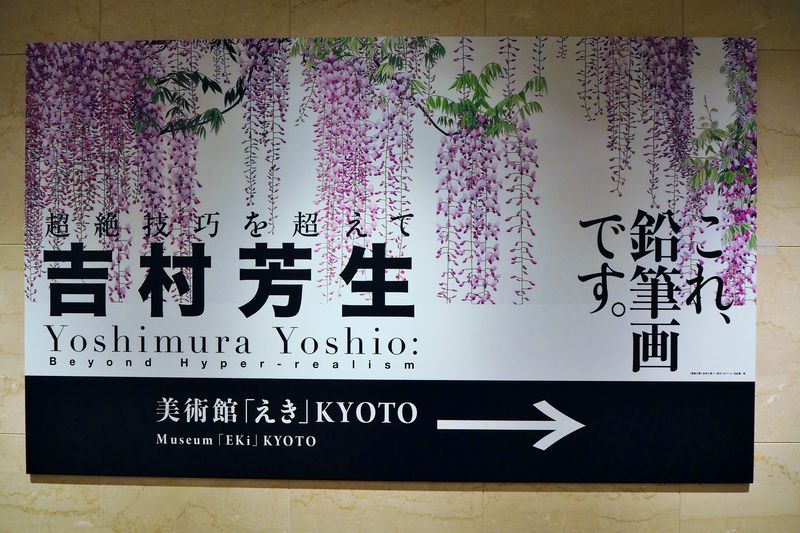 超絶技巧を超えて
吉村芳生
Yoshimura Yoshio:
Beyond Hyper-realism
これ、
鉛筆画
です。
美術館「えき」KYOTO
Museum「EKi」KYOTO